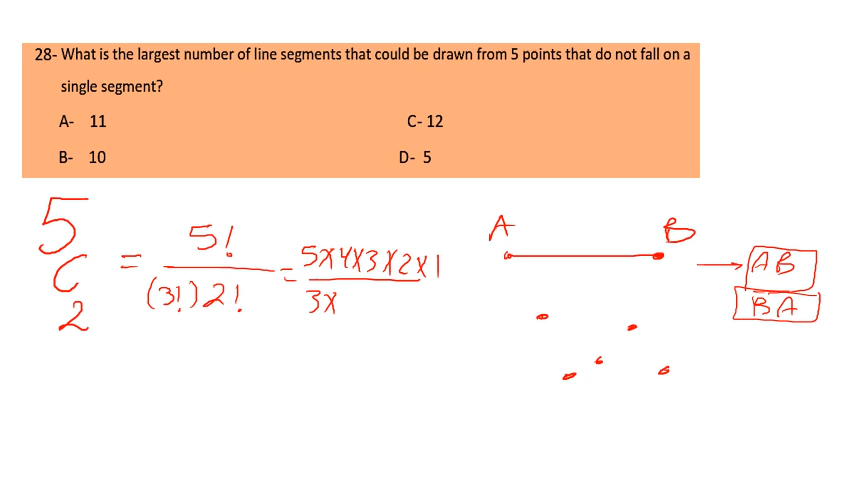 28- What is the largest number of line segments that could be drawn from 5 points that do not fall on a
single segment?
A- 11
C- 12
B- 10
D- 5
5
C
2
= 5! / (3!) 2! = 5x4x3x2x1 / 3x
A B
AB
BA